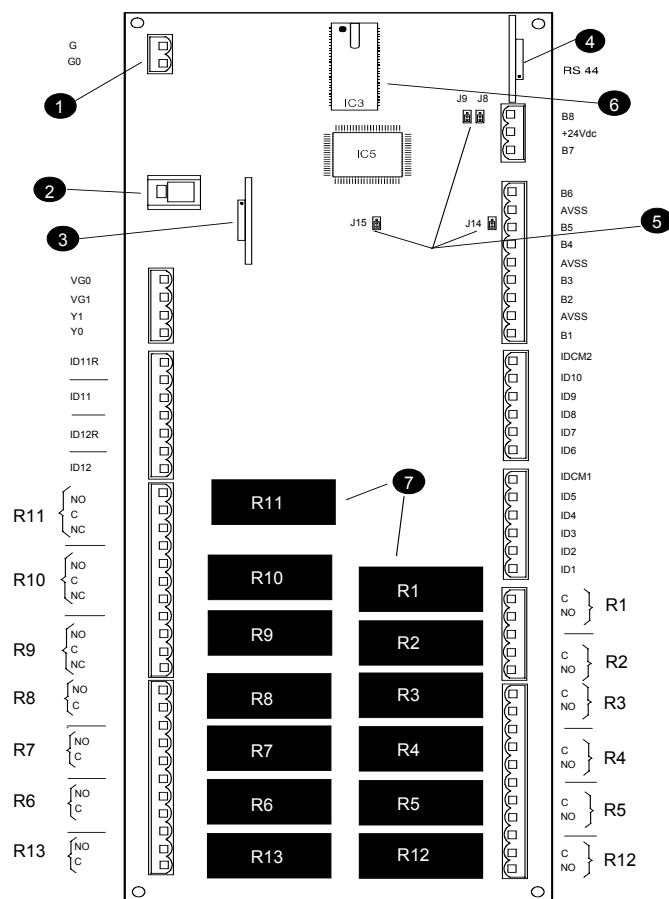 G
G0
1
2
3
VG0
VG1
Y1
Y0
ID11R
ID11
ID12R
ID12
R11
NO
C
NC
R10
NO
C
NC
R9
NO
C
NC
R8
NO
C
R7
NO
C
R6
NO
C
R13
NO
C
IC3
IC5
J9
J8
J15
J14
7
R11
R10
R9
R8
R7
R6
R13
R1
R2
R3
R4
R5
R12
4
RS 44
6
B8
+24Vdc
B7
5
B6
AVSS
B5
B4
AVSS
B3
B2
AVSS
B1
IDCM2
ID10
ID9
ID8
ID7
ID6
IDCM1
ID5
ID4
ID3
ID2
ID1
C
NO
R1
C
NO
R2
C
NO
R3
C
NO
R4
C
NO
R5
C
NO
R12